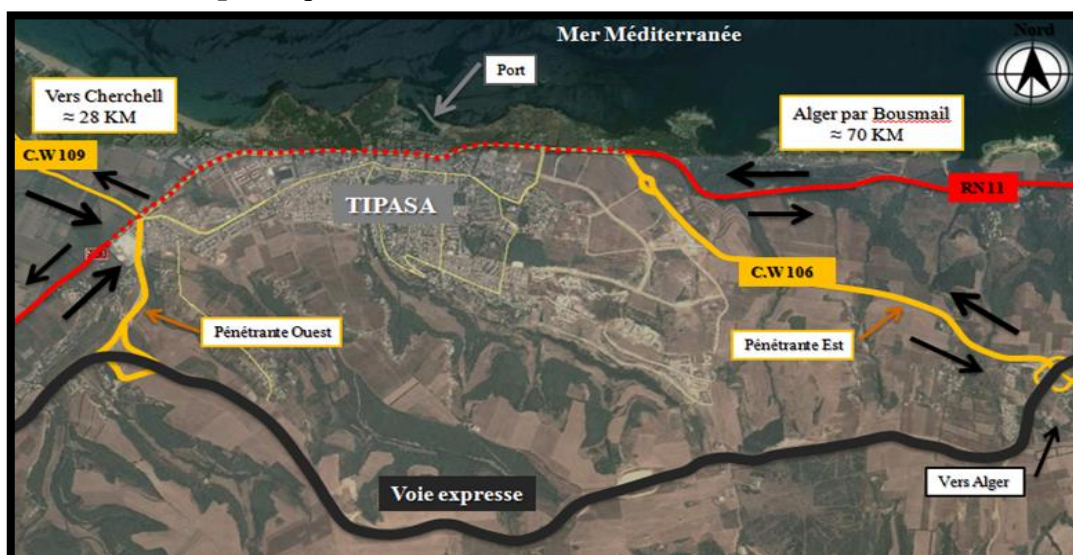 Mer Méditerranée
Nord
Port
Vers Cherchell
≈ 28 KM
Alger par Bousmail
≈ 70 KM
C.W 109
RN11
TIPASA
C.W 106
Pénétrante Ouest
Pénétrante Est
Vers Alger
Voie expresse